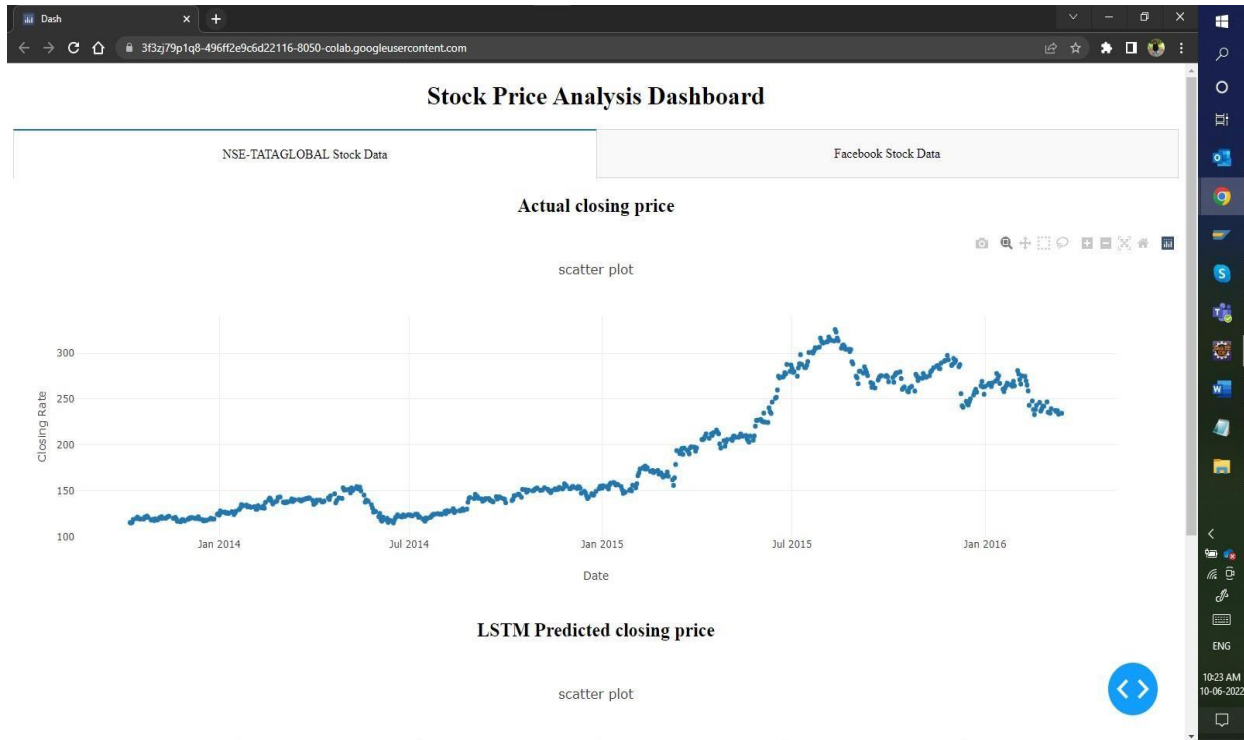 Dash
3f3zj79p1q8-496ff2e9c6d22116-8050-colab.googleusercontent.com
Stock Price Analysis Dashboard
NSE-TATAGLOBAL Stock Data
Facebook Stock Data
Actual closing price
scatter plot
Closing Rate
300
250
200
150
100
Jan 2014
Jul 2014
Jan 2015
Jul 2015
Jan 2016
Date
LSTM Predicted closing price
scatter plot
ENG
10:23 AM
10-06-2022